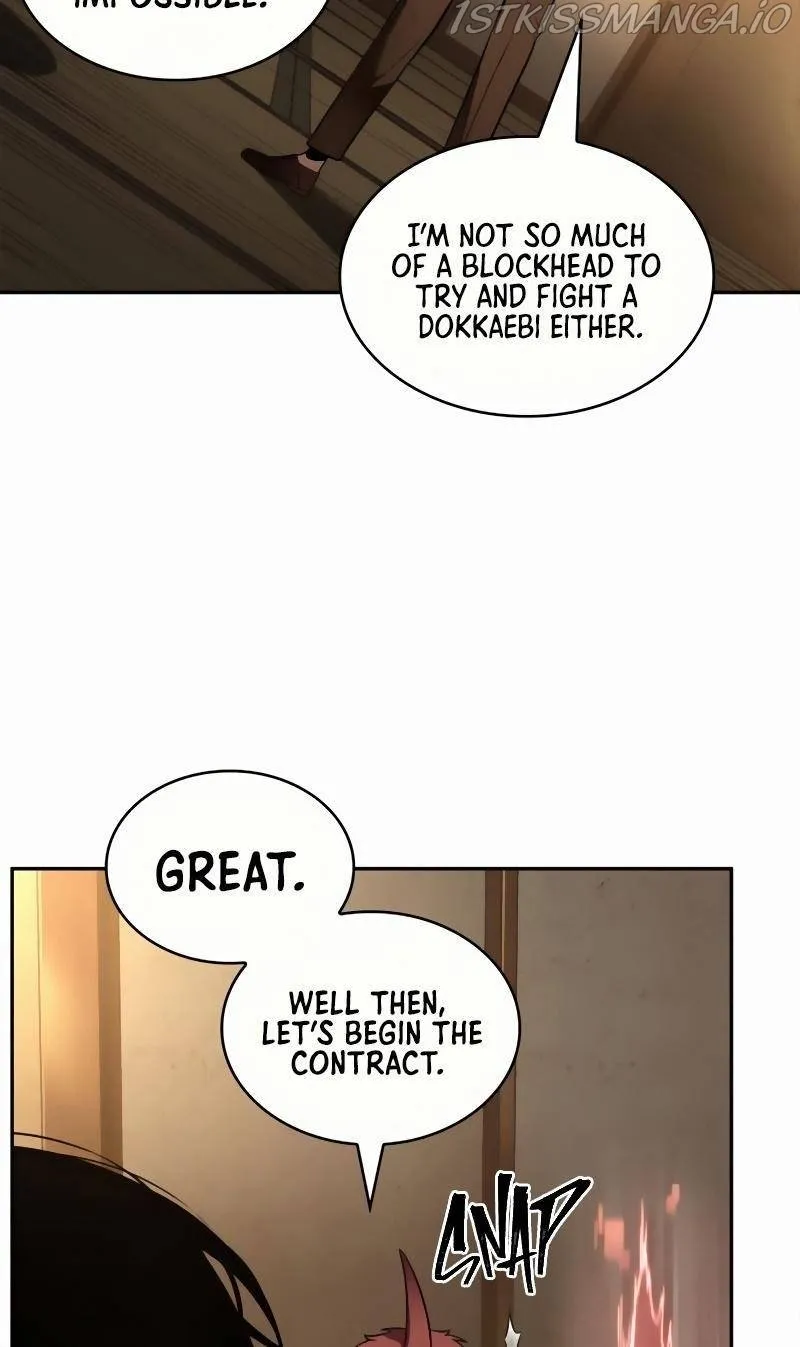 IMPOSSIBLE.
1STKISSMANGA.IO
I'M NOT SO MUCH
OF A BLOCKHEAD TO
TRY AND FIGHT A
DOKKAEBI EITHER.
GREAT.
WELL THEN,
LET'S BEGIN THE
CONTRACT.
SNAP